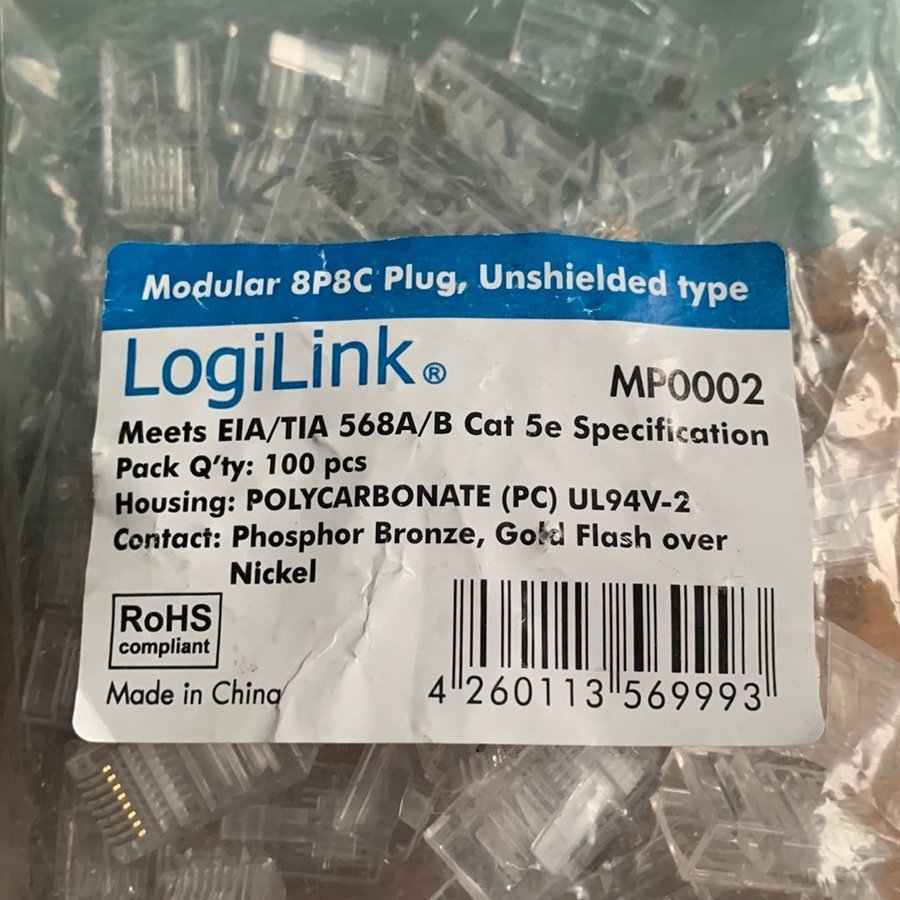 Modular 8P8C Plug, Unshielded type
LogiLink®
MP0002
Meets EIA/TIA 568A/B Cat 5e Specification
Pack Q'ty: 100 pcs
Housing: POLYCARBONATE (PC) UL94V-2
Contact: Phosphor Bronze, Gold Flash over
Nickel
RoHS
compliant
Made in China
4 260113 569993